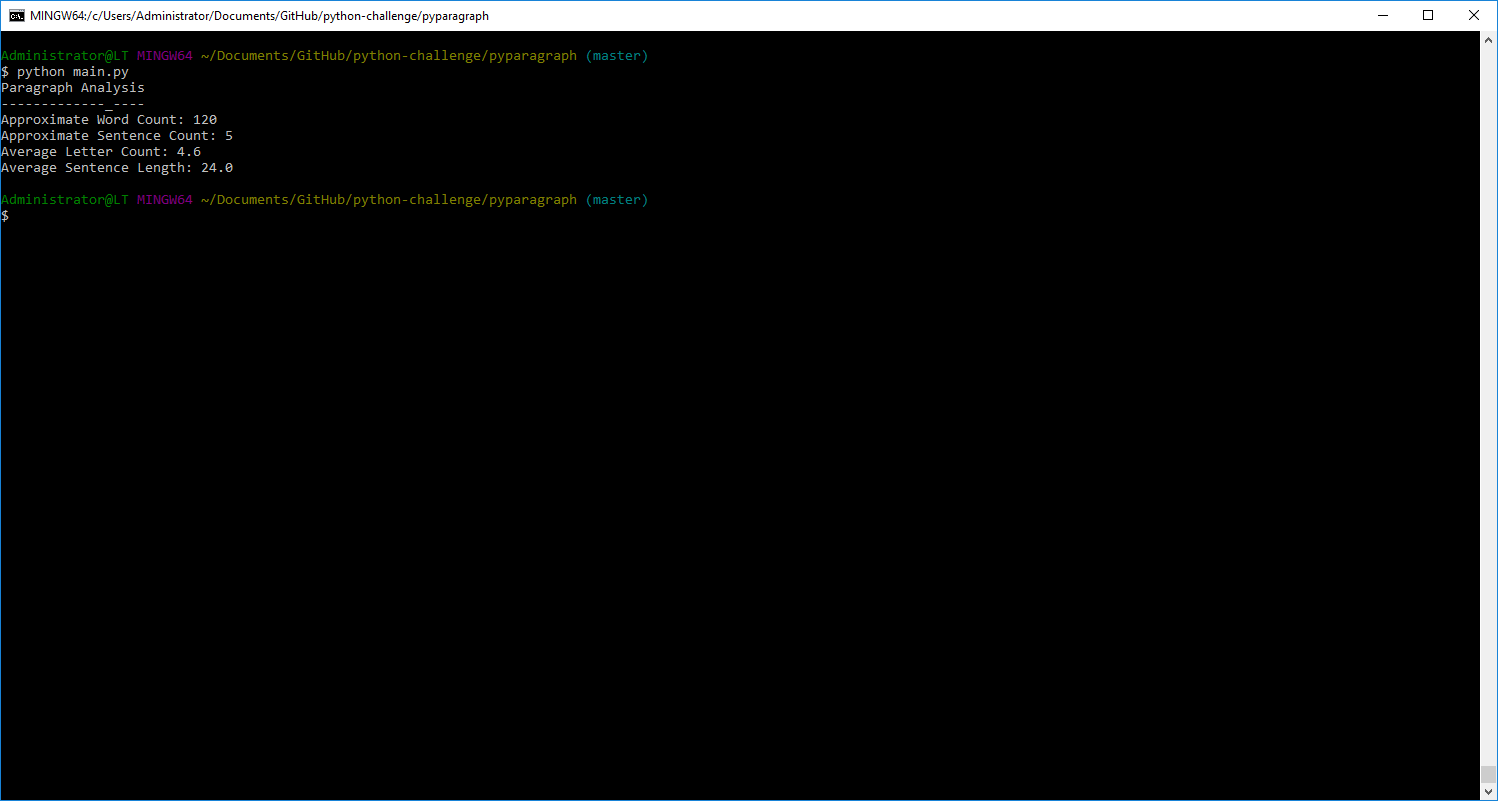 MINGW64:/c/Users/Administrator/Documents/GitHub/python-challenge/pyparagraph
Administrator@LT MINGW64 ~/Documents/GitHub/python-challenge/pyparagraph (master)
$ python main.py
Paragraph Analysis
-------------_----
Approximate Word Count: 120
Approximate Sentence Count: 5
Average Letter Count: 4.6
Average Sentence Length: 24.0
Administrator@LT MINGW64 ~/Documents/GitHub/python-challenge/pyparagraph (master)
$